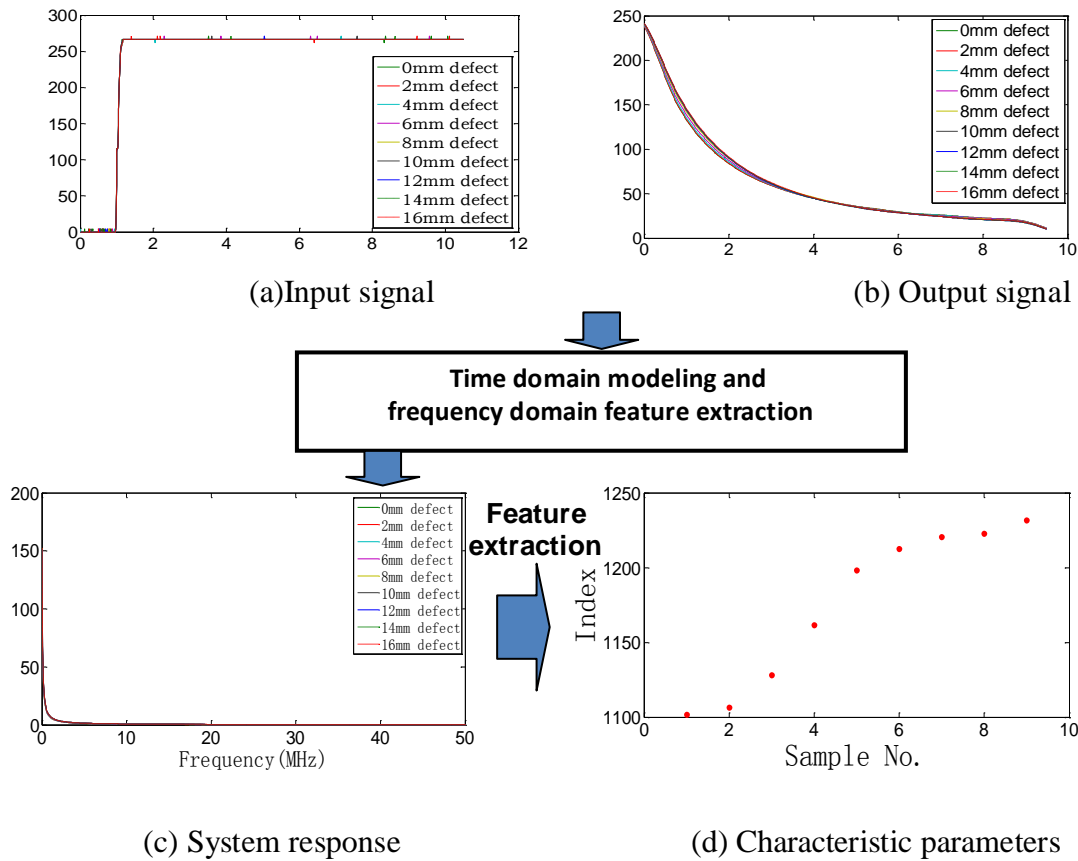 300
250
200
150
100
50
0
0 2 4 6 8 10 12
0mm defect
2mm defect
4mm defect
6mm defect
8mm defect
10mm defect
12mm defect
14mm defect
16mm defect
(a)Input signal
250
200
150
100
50
0
0 2 4 6 8 10
0mm defect
2mm defect
4mm defect
6mm defect
8mm defect
10mm defect
12mm defect
14mm defect
16mm defect
(b) Output signal
Time domain modeling and
frequency domain feature extraction
200
150
100
50
0
0 10 20 30 40 50
Frequency(MHz)
0mm defect
2mm defect
4mm defect
6mm defect
8mm defect
10mm defect
12mm defect
14mm defect
16mm defect
Feature
extraction
1250
1200
1150
1100
Index
0 2 4 6 8 10
Sample No.
(c) System response
(d) Characteristic parameters